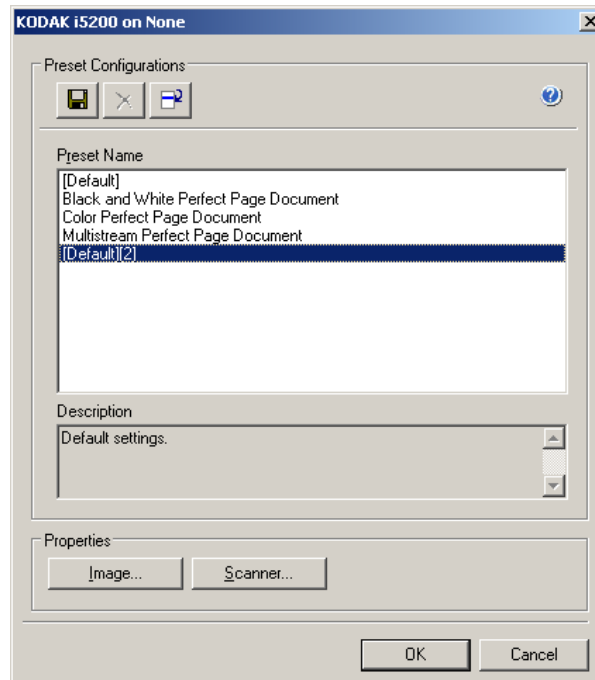 KODAK i5200 on None
Preset Configurations
Preset Name
[Default]
Black and White Perfect Page Document
Color Perfect Page Document
Multistream Perfect Page Document
[Default][2]
Description
Default settings.
Properties
Image...
Scanner...
OK
Cancel